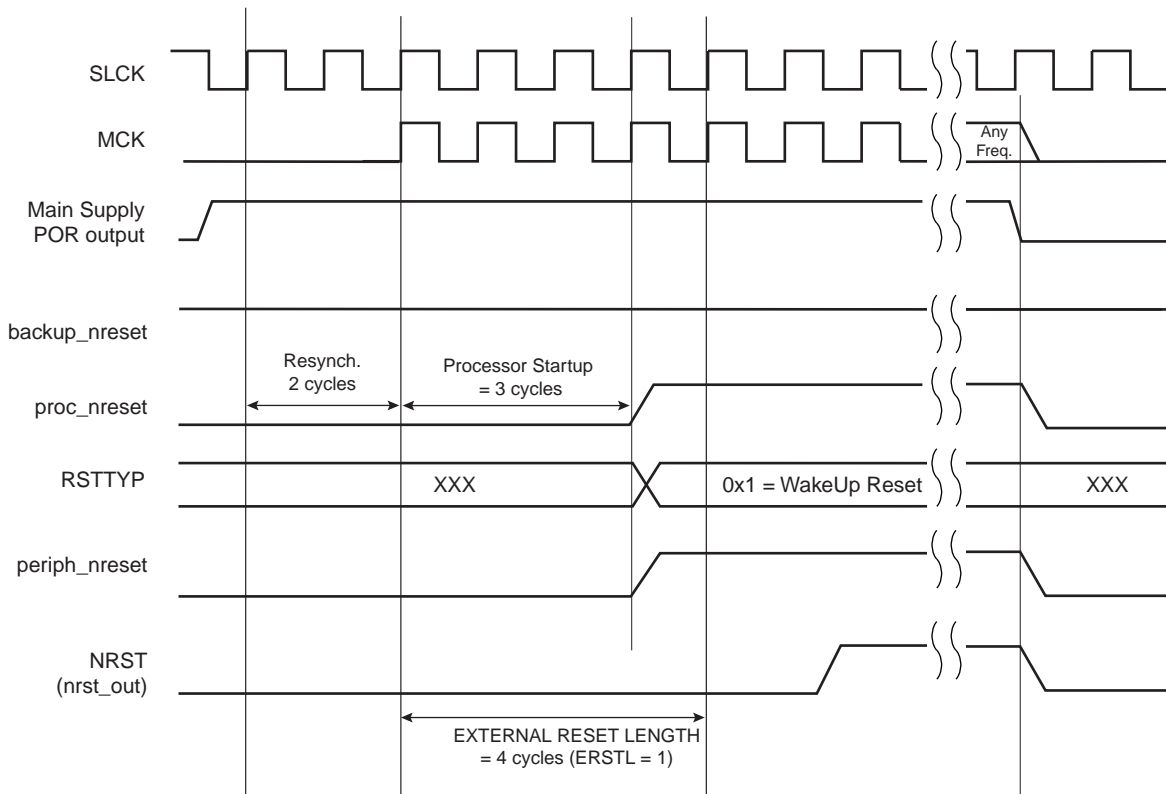 SLCK
MCK
Any
Freq.
Main Supply
POR output
backup_nreset
Resynch.
2 cycles
Processor Startup
= 3 cycles
proc_nreset
RSTTYP
XXX
0x1 = WakeUp Reset
XXX
periph_nreset
NRST
(nrst_out)
EXTERNAL RESET LENGTH
= 4 cycles (ERSTL = 1)